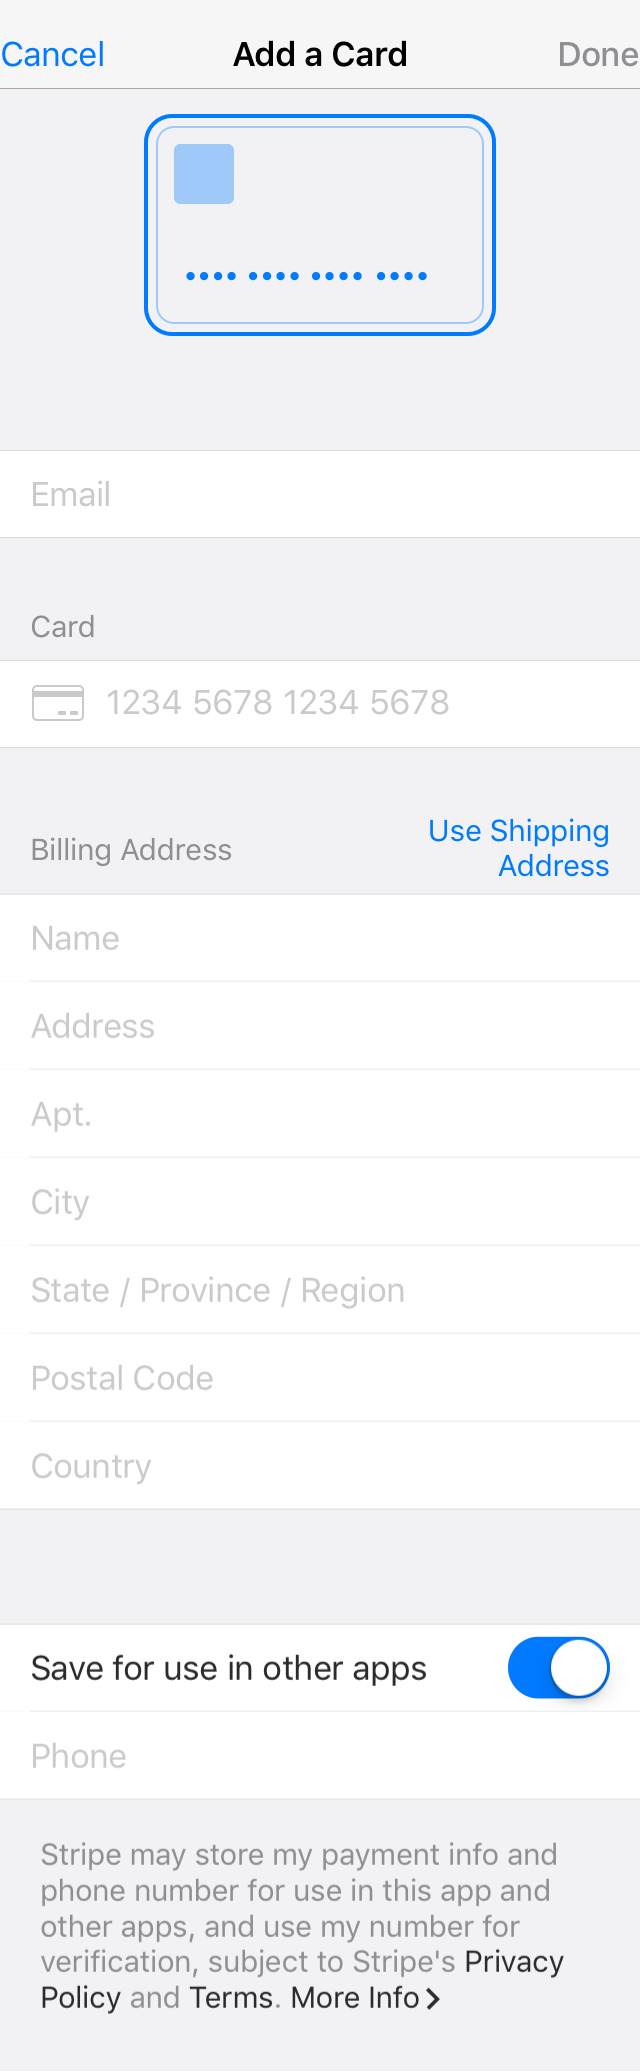 Cancel Add a Card Done
•••• •••• •••• ••••
Email
Card
1234 5678 1234 5678
Billing Address
Use Shipping
Address
Name
Address
Apt.
City
State / Province / Region
Postal Code
Country
Save for use in other apps
Phone
Stripe may store my payment info and
phone number for use in this app and
other apps, and use my number for
verification, subject to Stripe's Privacy
Policy and Terms. More Info